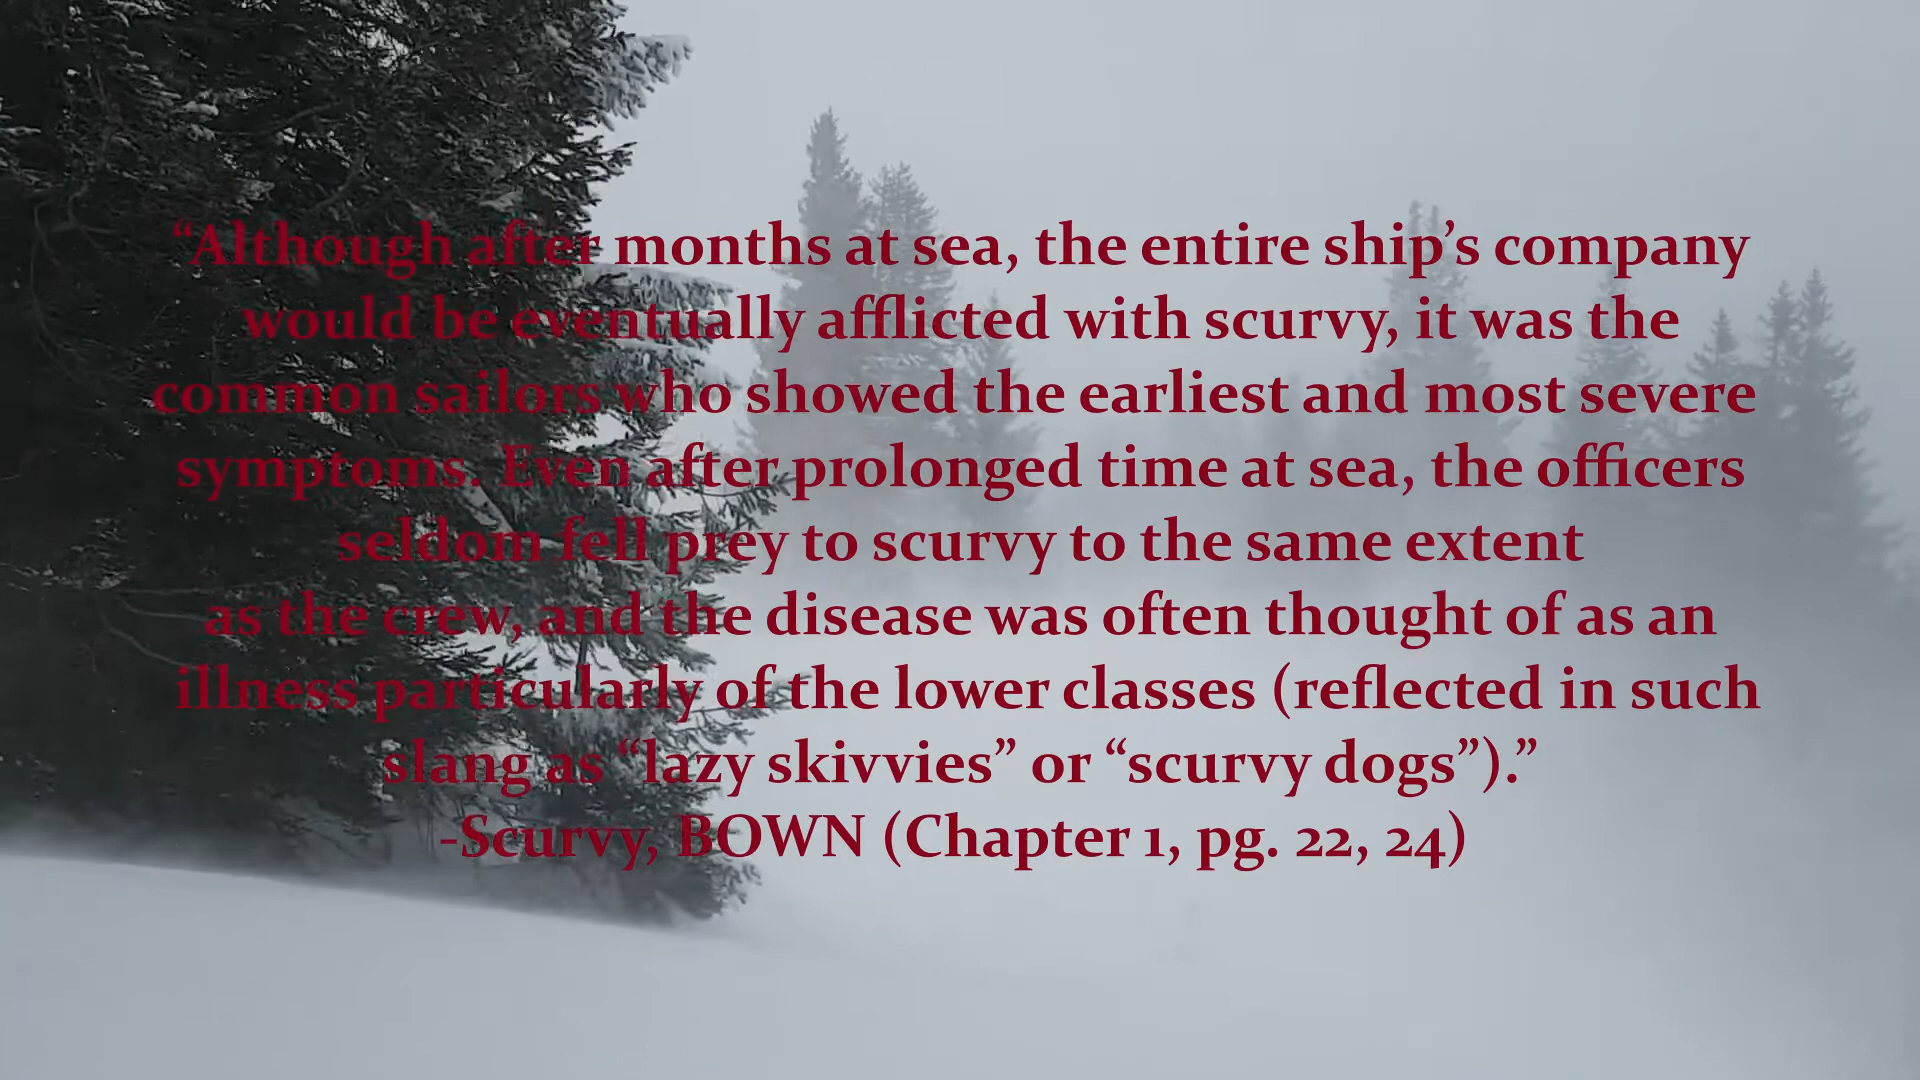 “Although after months at sea, the entire ship’s company
would be eventually afflicted with scurvy, it was the
common sailors who showed the earliest and most severe
symptoms. Even after prolonged time at sea, the officers
seldom fell prey to scurvy to the same extent
as the crew, and the disease was often thought of as an
illness particularly of the lower classes (reflected in such
slang as “lazy skivvies” or “scurvy dogs”).”
-Scurvy, BOWN (Chapter 1, pg. 22, 24)